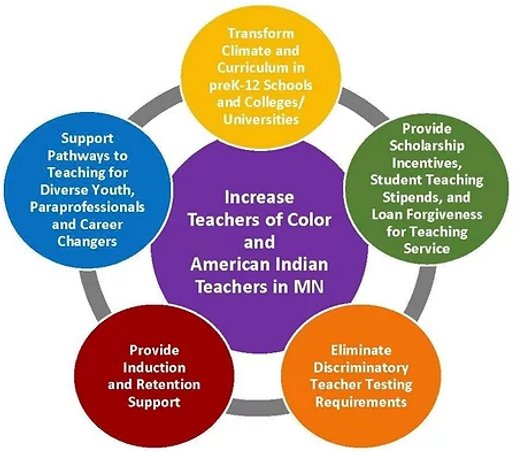 Transform
Climate and
Curriculum in
preK-12 Schools
and Colleges/
Universities
Provide
Scholarship
Incentives,
Student Teaching
Stipends, and
Loan Forgiveness
for Teaching
Service
Eliminate
Discriminatory
Teacher Testing
Requirements
Provide
Induction
and Retention
Support
Support
Pathways to
Teaching for
Diverse Youth,
Paraprofessionals
and Career
Changers
Increase
Teachers of Color
and
American Indian
Teachers in MN